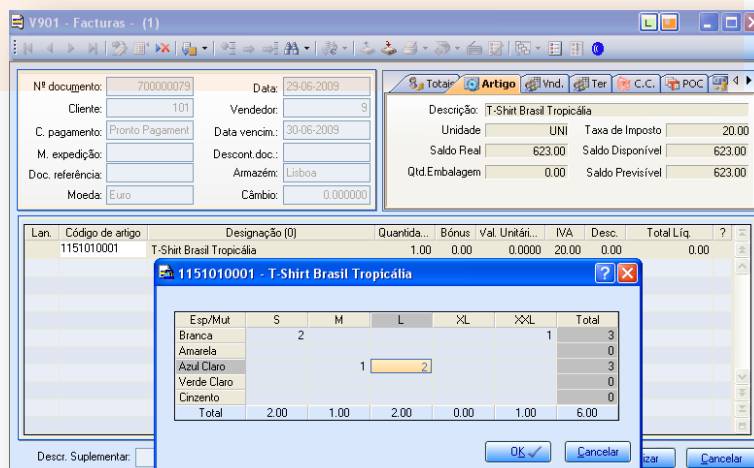 V901 - Facturas - (1)
Nº documento: 700000079 Data: 29-06-2009
Cliente: 101 Vendedor: 9
C. pagamento: Pronto Pagament Data vencim.: 30-06-2009
M. expedição: Descont.doc.:
Doc. referência: Armazém: Lisboa
Moeda: Euro Câmbio: 0.000000
Totais Artigo Vnd. Ter C.C. POC
Descrição: T-Shirt Brasil Tropicália
Unidade UNI Taxa de Imposto 20.00
Saldo Real 623.00 Saldo Disponível 623.00
Qtd.Embalagem 0.00 Saldo Previsível 623.00
Lan. Código de artigo Designação (0) Quantida... Bónus Val. Unitári... IVA Desc. Total Líq. ?
1151010001 T-Shirt Brasil Tropicália 1.00 0.00 0.0000 20.00 0.00 0.00
1151010001 - T-Shirt Brasil Tropicália
Esp/Mut S M L XL XXL Total
Branca 2 1 3
Amarela 0
Azul Claro 1 2 3
Verde Claro 0
Cinzento 0
Total 2.00 1.00 2.00 0.00 1.00 6.00
OK Cancelar
Descr. Suplementar: izar Cancelar